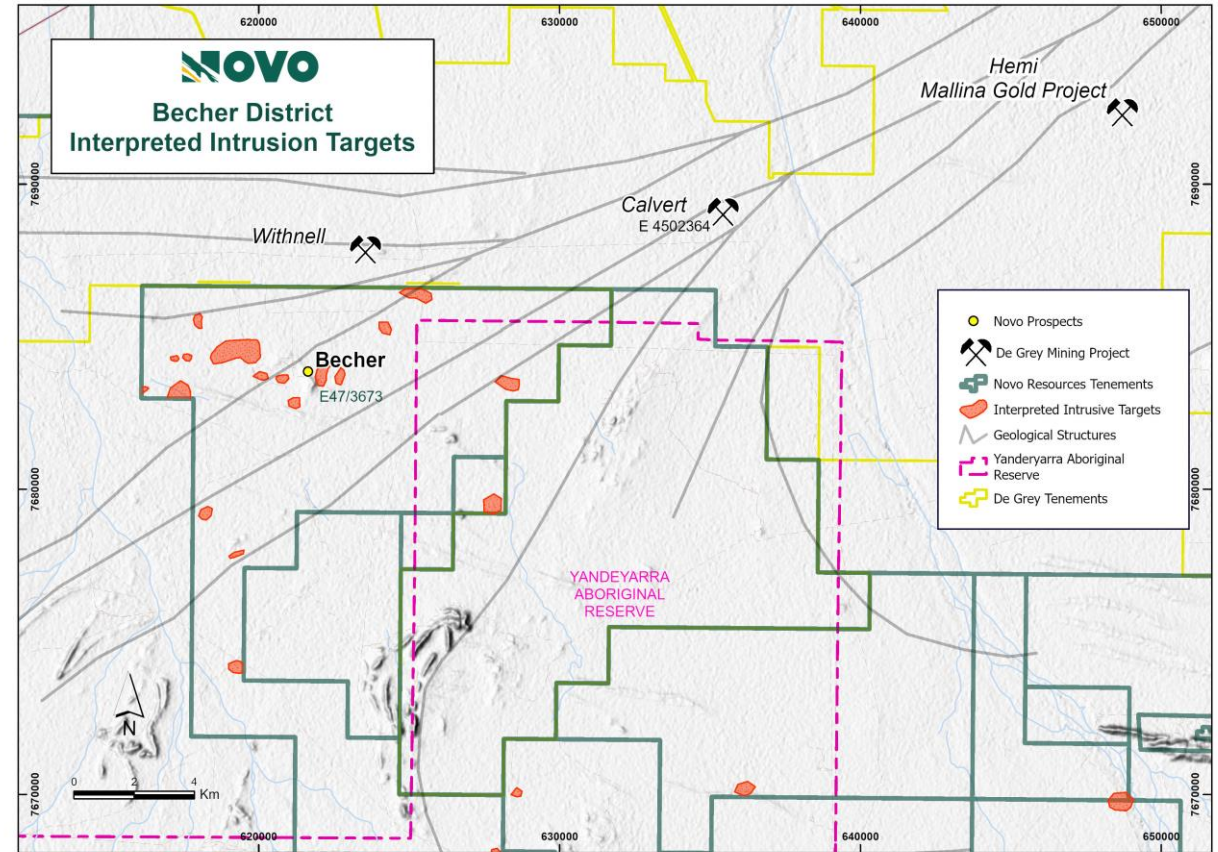 620000
630000
640000
650000
NOVO
Becher District
Interpreted Intrusion Targets
Hemi
Mallina Gold Project
7690000
7690000
Calvert
E 4502364
Withnell
Becher
E47/3673
Novo Prospects
De Grey Mining Project
Novo Resources Tenements
Interpreted Intrusive Targets
Geological Structures
Yanderyarra Aboriginal
Reserve
De Grey Tenements
7680000
7680000
YANDEYARRA
ABORIGINAL
RESERVE
N
0 2 4
Km
7670000
7670000
620000
630000
640000
650000